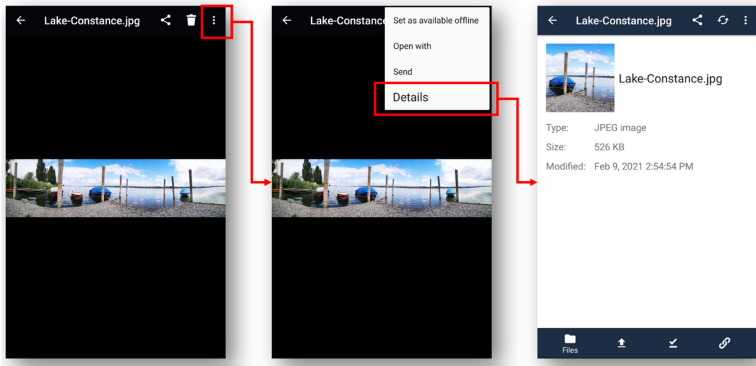 Lake-Constance.jpg
Lake-Constance
Set as available offline
Open with
Send
Details
Lake-Constance.jpg
Lake-Constance.jpg
Type: JPEG image
Size: 526 KB
Modified: Feb 9, 2021 2:54:54 PM
Files